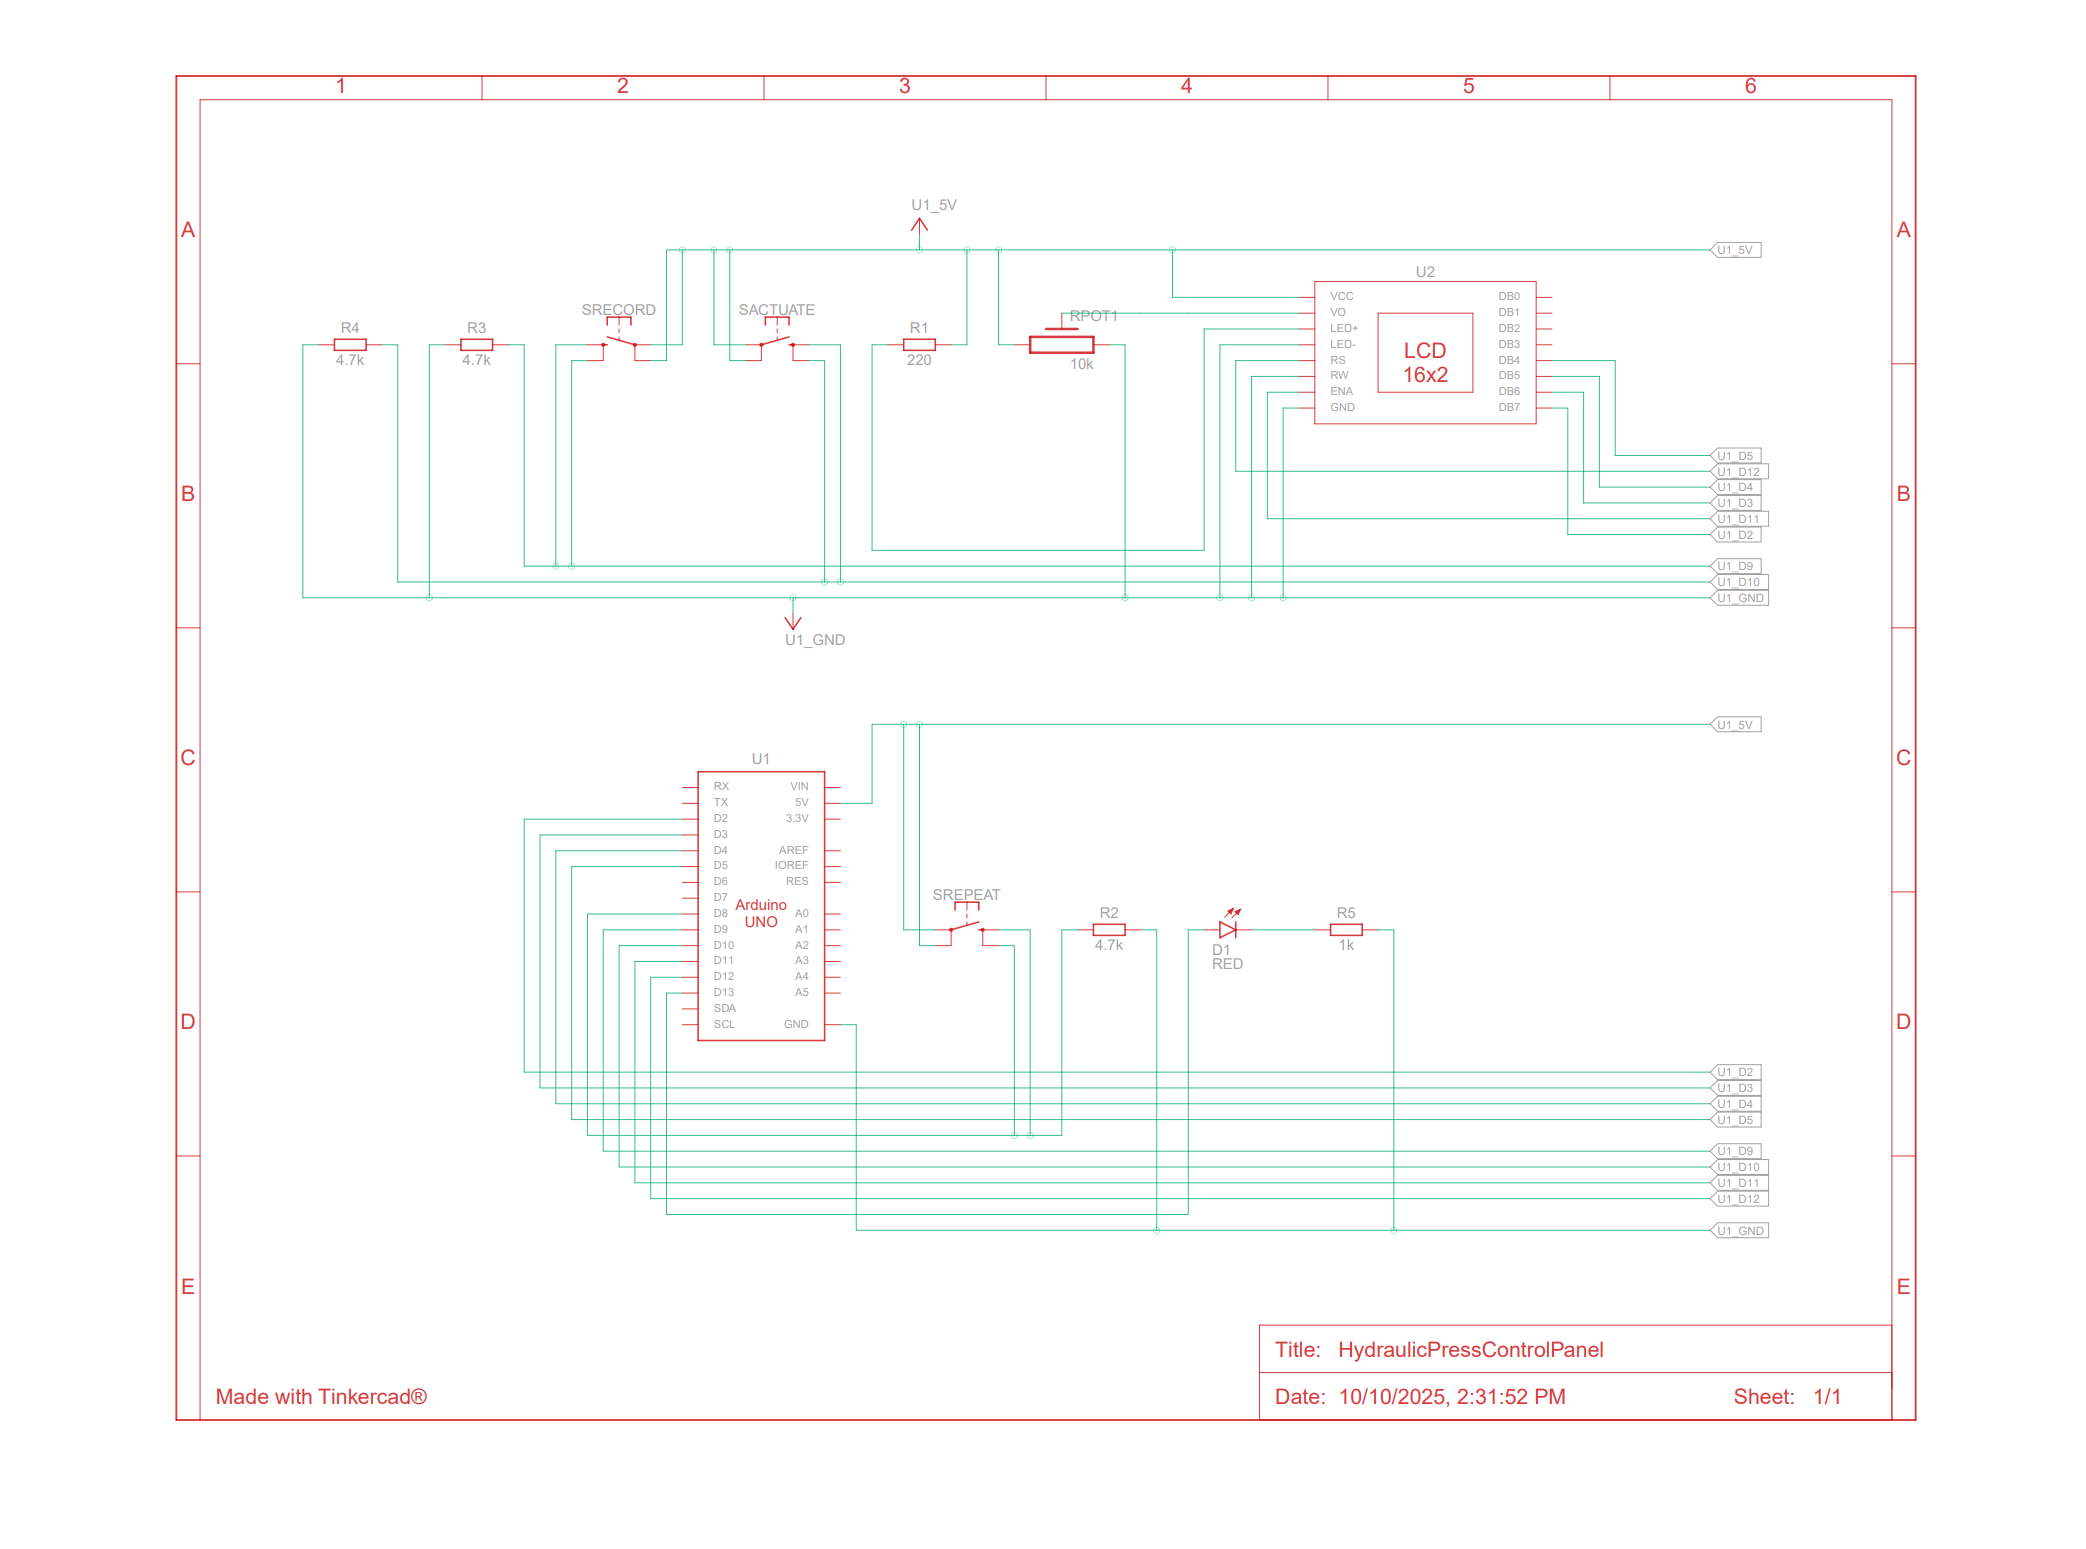 1 2 3 4 5 6
A A
U1_5V
U1_5V
U2
SRECORD SACTUATE RPOT1
R4 R3 R1
4.7k 4.7k 220 10k
VCC DB0
VO DB1
LED+ DB2
LED- DB3
RS DB4
RW DB5
ENA DB6
GND DB7
LCD
16x2
B B
U1_D5
U1_D12
U1_D4
U1_D3
U1_D11
U1_D2
U1_D9
U1_D10
U1_GND
U1_GND
U1_5V
C C
U1
RX VIN
TX 5V
D2 3.3V
D3
D4 AREF
D5 IOREF
D6 RES
D7
D8 A0
D9 A1
D10 A2
D11 A3
D12 A4
D13 A5
SDA
SCL GND
Arduino
UNO
SREPEAT
R2 R5
4.7k 1k
D1
RED
D D
U1_D2
U1_D3
U1_D4
U1_D5
U1_D9
U1_D10
U1_D11
U1_D12
U1_GND
E E
Title: HydraulicPressControlPanel
Made with Tinkercad®
Date: 10/10/2025, 2:31:52 PM Sheet: 1/1